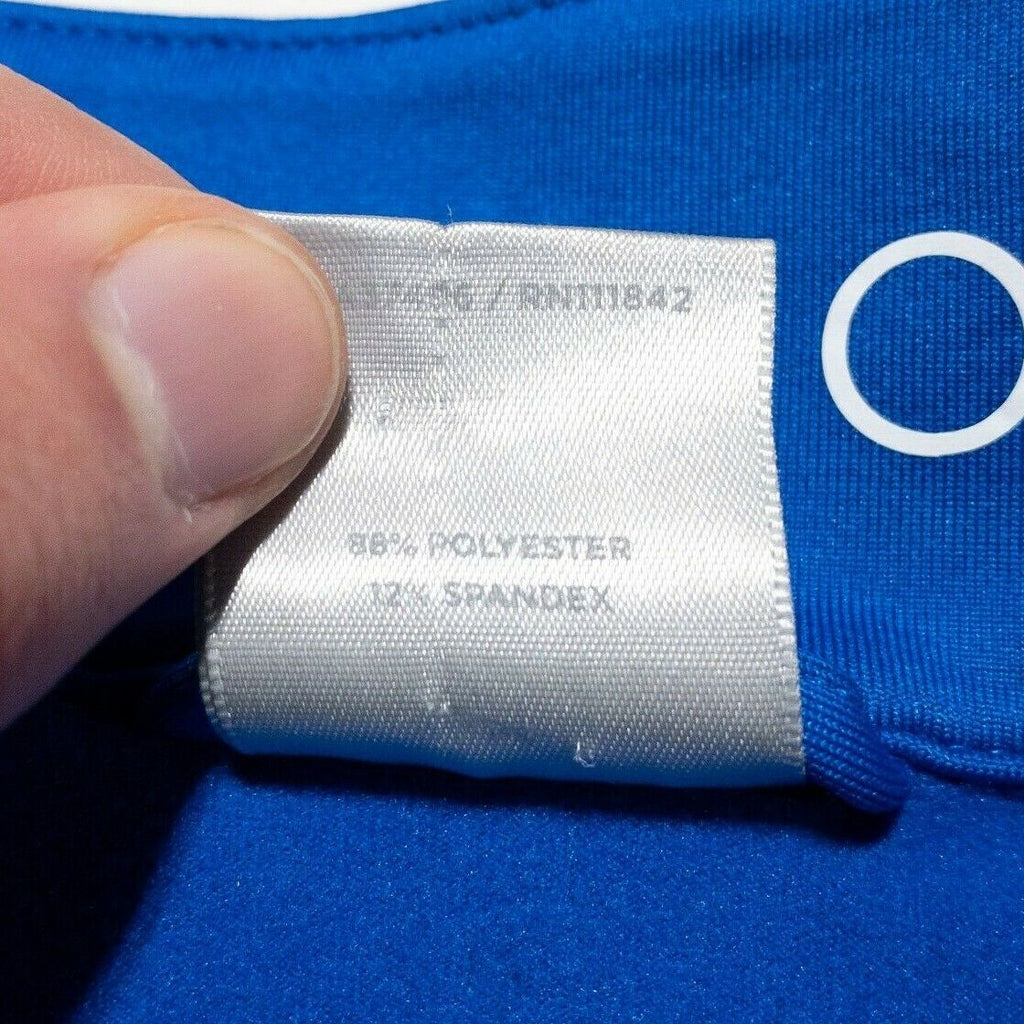 RN111842
88% POLYESTER
12% SPANDEX